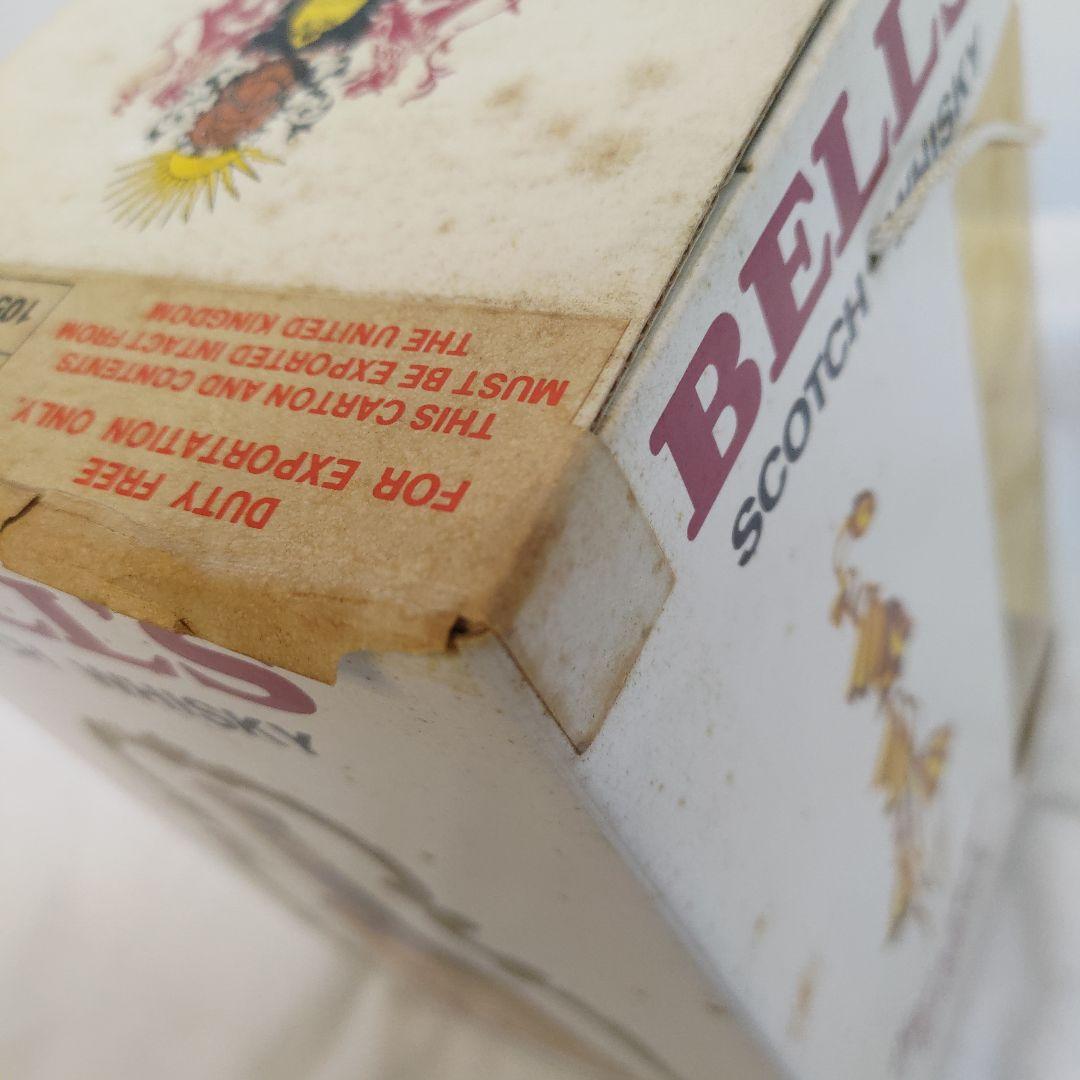 DUTY FREE
FOR EXPORTATION ONLY.
THIS CARTON AND CONTENTS
MUST BE EXPORTED INTACT FROM
THE UNITED KINGDOM
BELL'S
SCOTCH WHISKY
WHISKY